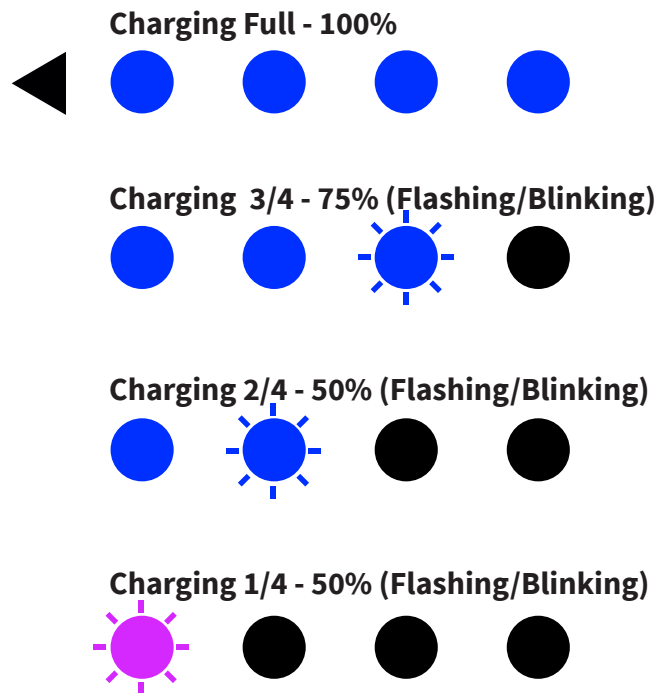 Charging Full - 100%
Charging  3/4 - 75% (Flashing/Blinking)
Charging 2/4 - 50% (Flashing/Blinking)
Charging 1/4 - 50% (Flashing/Blinking)